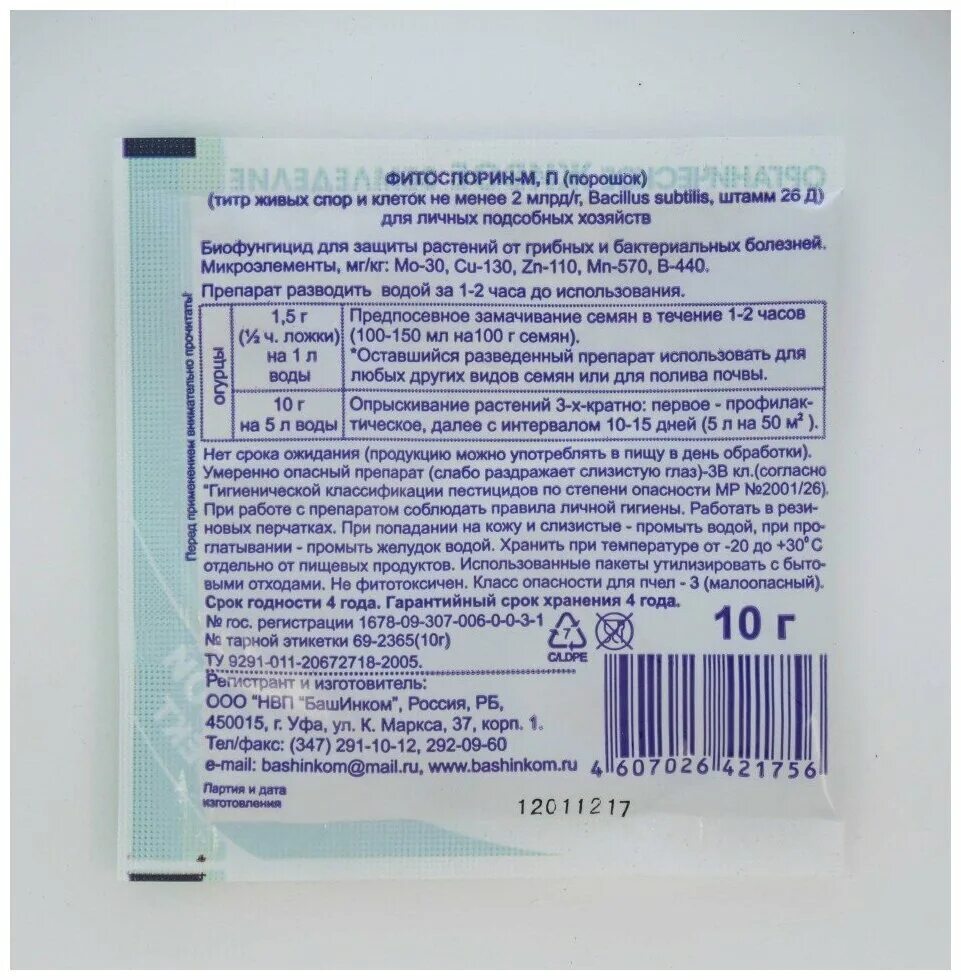 ФИТОСПОРИН-М, П (порошок)
(титр живых спор и клеток не менее 2 млрд/г, Bacillus subtilis, штамм 26 Д)
для личных подсобных хозяйств
Биофунгицид для защиты растений от грибных и бактериальных болезней.
Микроэлементы, мг/кг: Mo-30, Cu-130, Zn-110, Mn-570, B-440.
Препарат разводить водой за 1-2 часа до использования.
огурцы
1,5 г
(½ ч. ложки)
на 1 л
воды
Предпосевное замачивание семян в течение 1-2 часов
(100-150 мл на100 г семян).
*Оставшийся разведенный препарат использовать для
любых других видов семян или для полива почвы.
10 г
на 5 л воды
Опрыскивание растений 3-х-кратно: первое - профилак-
тическое, далее с интервалом 10-15 дней (5 л на 50 м² ).
Перед применением внимательно прочитать!
Нет срока ожидания (продукцию можно употреблять в пищу в день обработки).
Умеренно опасный препарат (слабо раздражает слизистую глаз)-3В кл.(согласно
"Гигиенической классификации пестицидов по степени опасности МР №2001/26).
При работе с препаратом соблюдать правила личной гигиены. Работать в рези-
новых перчатках. При попадании на кожу и слизистые - промыть водой, при про-
глатывании - промыть желудок водой. Хранить при температуре от -20 до +30°С
отдельно от пищевых продуктов. Использованные пакеты утилизировать с быто-
выми отходами. Не фитотоксичен. Класс опасности для пчел - 3 (малоопасный).
Срок годности 4 года. Гарантийный срок хранения 4 года.
№ гос. регистрации 1678-09-307-006-0-0-3-1
№ тарной этикетки 69-2365(10г)
ТУ 9291-011-20672718-2005.
7
C/LDPE
10 г
Регистрант и изготовитель:
ООО "НВП "БашИнком", Россия, РБ,
450015, г. Уфа, ул. К. Маркса, 37, корп. 1.
Тел/факс: (347) 291-10-12, 292-09-60
e-mail: bashinkom@mail.ru, www.bashinkom.ru
4 607026 421756
Партия и дата
изготовления
12011217